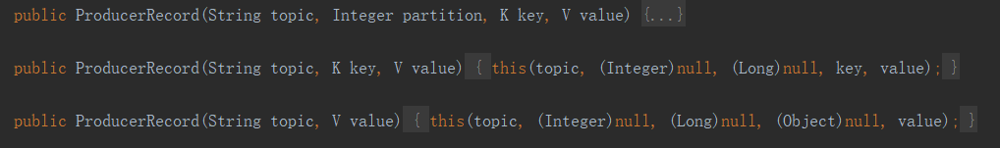 public ProducerRecord(String topic, Integer partition, K key, V value) {...}
public ProducerRecord(String topic, K key, V value) { this(topic, (Integer)null, (Long)null, key, value); }
public ProducerRecord(String topic, V value) { this(topic, (Integer)null, (Long)null, (Object)null, value); }